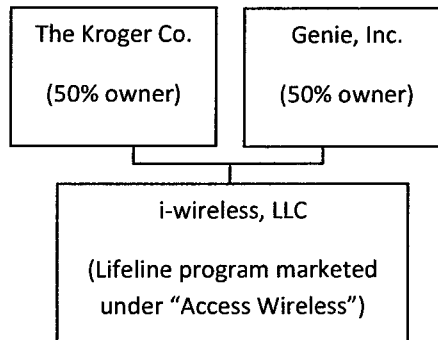 The Kroger Co.
(50% owner)
Genie, Inc.
(50% owner)
i-wireless, LLC
(Lifeline program marketed
under “Access Wireless”)